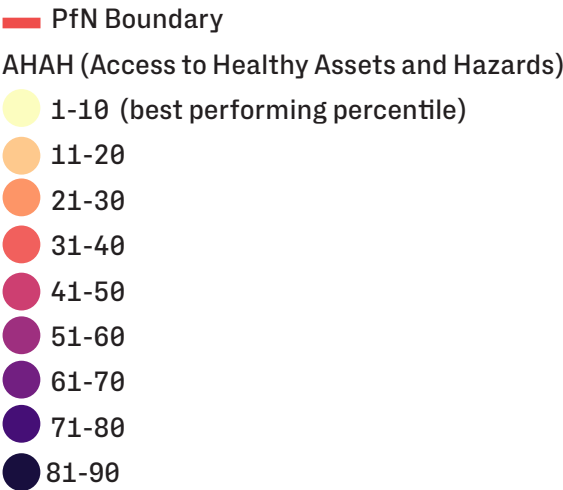 PfN Boundary
AHAH (Access to Healthy Assets and Hazards)
1-10 (best performing percentile)
11-20
21-30
31-40
41-50
51-60
61-70
71-80
81-90